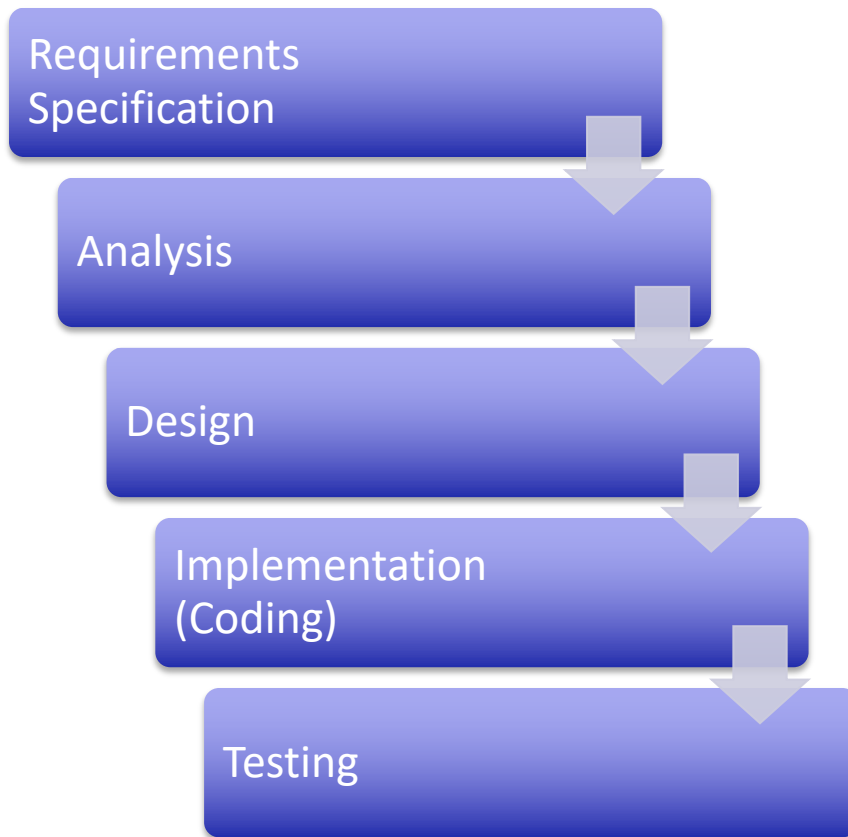 Requirements
Specification
Analysis
Design
Implementation
(Coding)
Testing